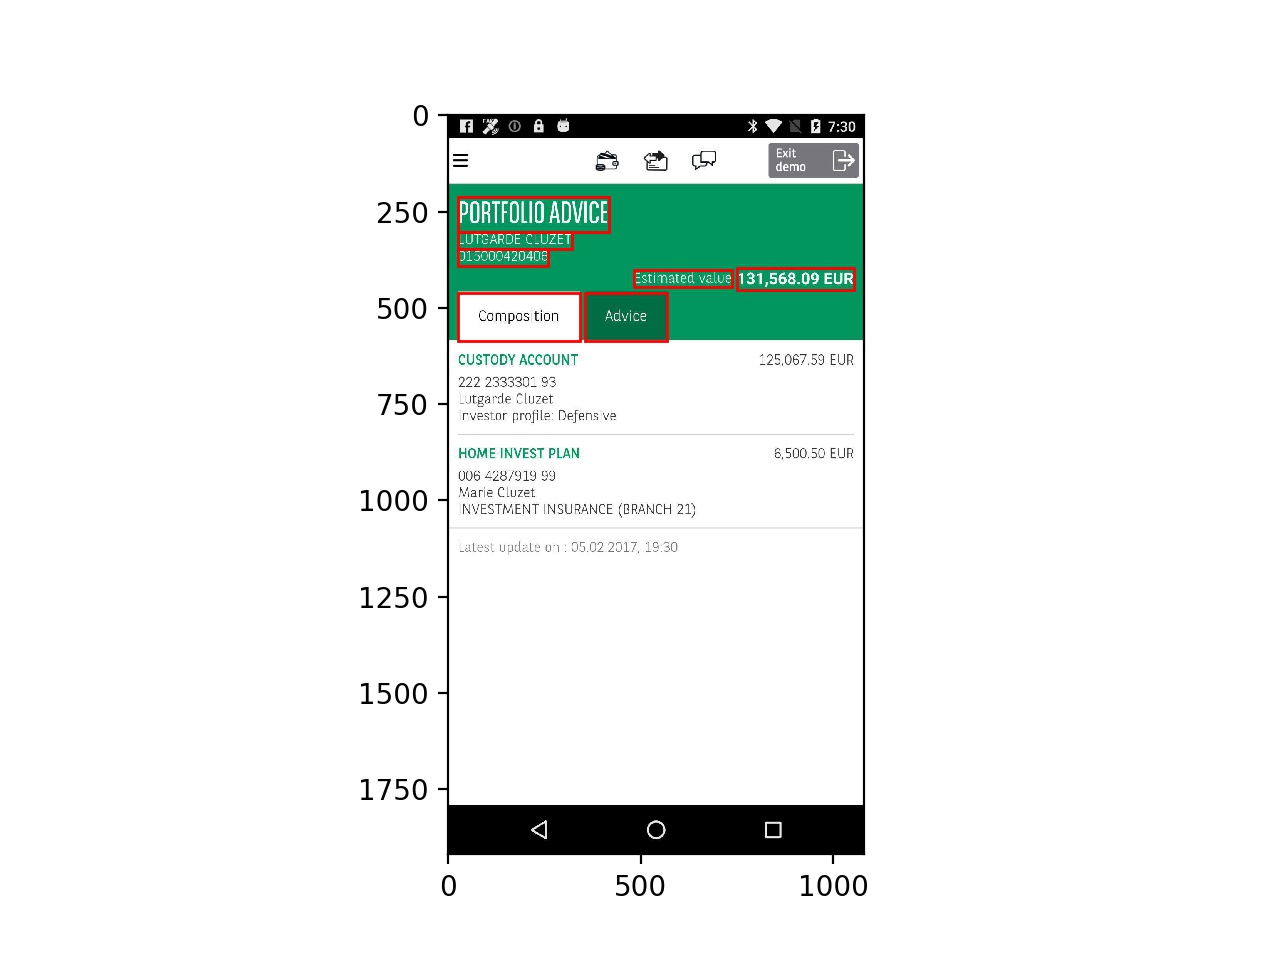 0
250
500
750
1000
1250
1500
1750
0 500 1000
7:30
Exit
demo
PORTFOLIO ADVICE
LUTGARDE CLUZET
015000420406
Estimated value 131,568.09 EUR
Composition Advice
CUSTODY ACCOUNT 125,067.59 EUR
222 2333301 93
Lutgarde Cluzet
Investor profile: Defensive
HOME INVEST PLAN 6,500.50 EUR
006 4287919 99
Marie Cluzet
INVESTMENT INSURANCE (BRANCH 21)
Latest update on : 05.02.2017, 19:30